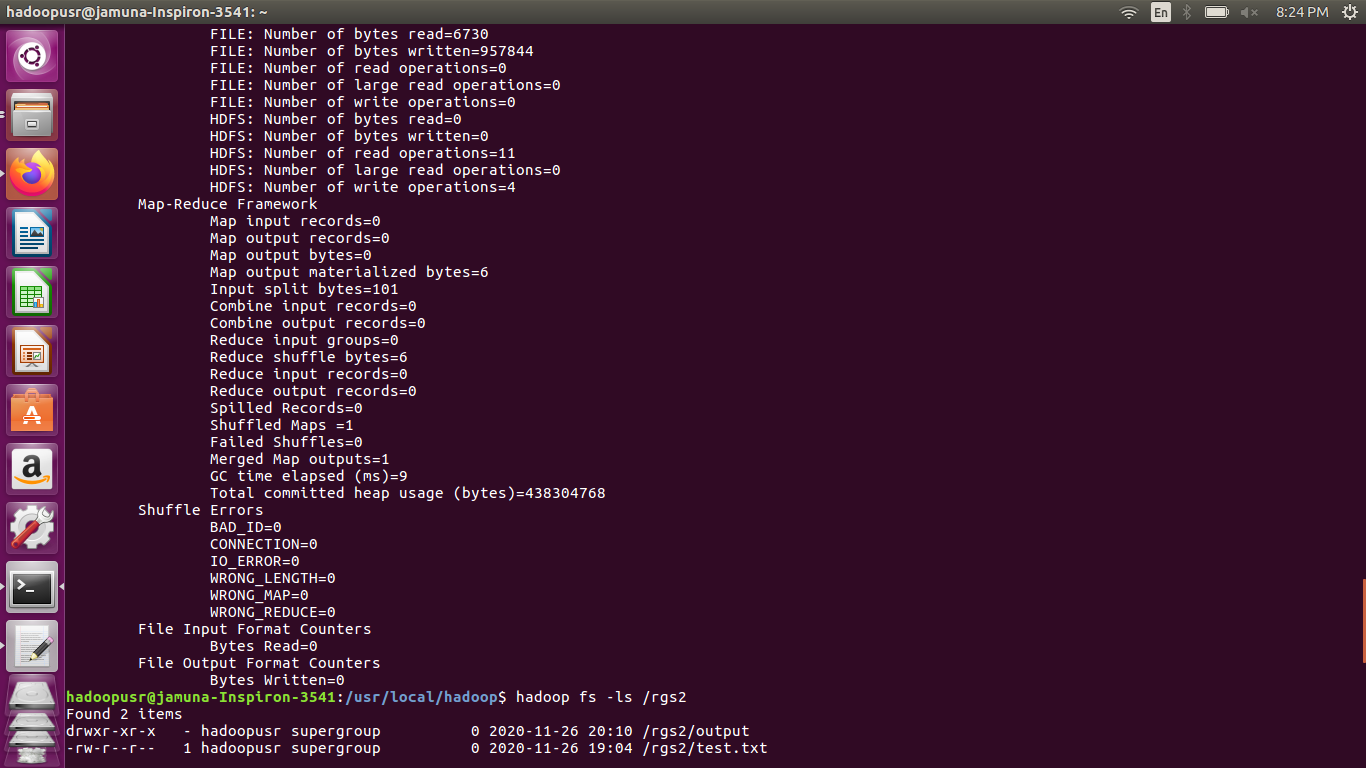 hadoopusr@jamuna-Inspiron-3541: ~
En
8:24 PM
FILE: Number of bytes read=6730
FILE: Number of bytes written=957844
FILE: Number of read operations=0
FILE: Number of large read operations=0
FILE: Number of write operations=0
HDFS: Number of bytes read=0
HDFS: Number of bytes written=0
HDFS: Number of read operations=11
HDFS: Number of large read operations=0
HDFS: Number of write operations=4
Map-Reduce Framework
Map input records=0
Map output records=0
Map output bytes=0
Map output materialized bytes=6
Input split bytes=101
Combine input records=0
Combine output records=0
Reduce input groups=0
Reduce shuffle bytes=6
Reduce input records=0
Reduce output records=0
Spilled Records=0
Shuffled Maps =1
Failed Shuffles=0
Merged Map outputs=1
GC time elapsed (ms)=9
Total committed heap usage (bytes)=438304768
Shuffle Errors
BAD_ID=0
CONNECTION=0
IO_ERROR=0
WRONG_LENGTH=0
WRONG_MAP=0
WRONG_REDUCE=0
File Input Format Counters
Bytes Read=0
File Output Format Counters
Bytes Written=0
hadoopusr@jamuna-Inspiron-3541:/usr/local/hadoop$ hadoop fs -ls /rgs2
Found 2 items
drwxr-xr-x   - hadoopusr supergroup          0 2020-11-26 20:10 /rgs2/output
-rw-r--r--   1 hadoopusr supergroup          0 2020-11-26 19:04 /rgs2/test.txt